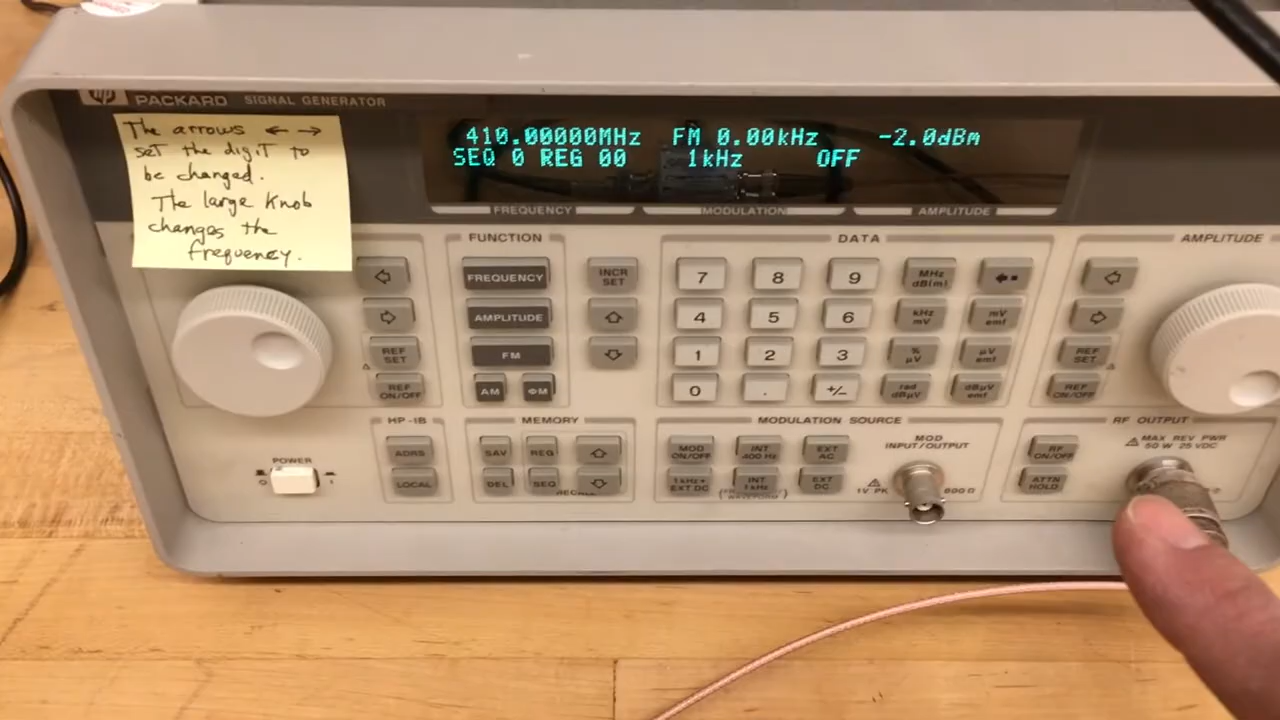 hp
PACKARD SIGNAL GENERATOR
The arrows ← →
set the digit to
be changed.
The large knob
changes the
frequency.
410.00000MHz FM 0.00kHz -2.0dBm
SEQ 0 REG 00 1kHz OFF
FREQUENCY MODULATION AMPLITUDE
FUNCTION DATA AMPLITUDE
FREQUENCY INCR SET 7 8 9 MHz dB(m)
AMPLITUDE 4 5 6 kHz mV mV emf
REF SET FM 1 2 3 % µV µV emf REF SET
REF ON/OFF AM ΦM 0 . +/- rad dBµV dBµV emf REF ON/OFF
HP-IB MEMORY MODULATION SOURCE RF OUTPUT
POWER ADRS SAV REG MOD ON/OFF INT 400 Hz EXT AC MOD INPUT/OUTPUT RF ON/OFF MAX REV PWR 50 W 25 VDC
O I LOCAL DEL SEQ 1kHz+ EXT DC INT 1kHz EXT DC 1V PK 600 Ω ATTN HOLD
RECALL WAVEFORM